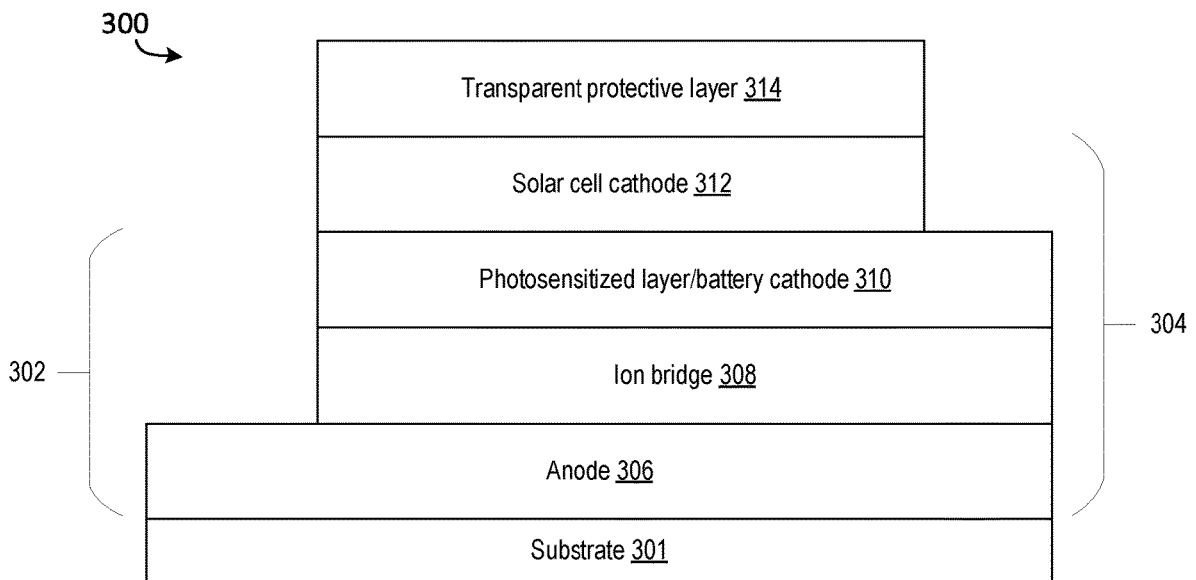 300
Transparent protective layer 314
Solar cell cathode 312
Photosensitized layer/battery cathode 310
304
302
Ion bridge 308
Anode 306
Substrate 301